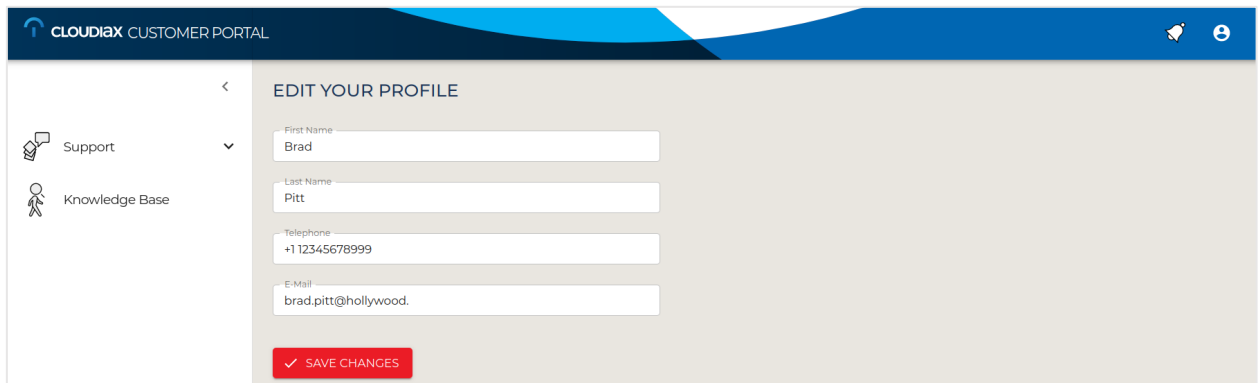 CLOUDIAX CUSTOMER PORTAL
EDIT YOUR PROFILE
Support
Knowledge Base
First Name
Brad
Last Name
Pitt
Telephone
+1 12345678999
E-Mail
brad.pitt@hollywood.
SAVE CHANGES